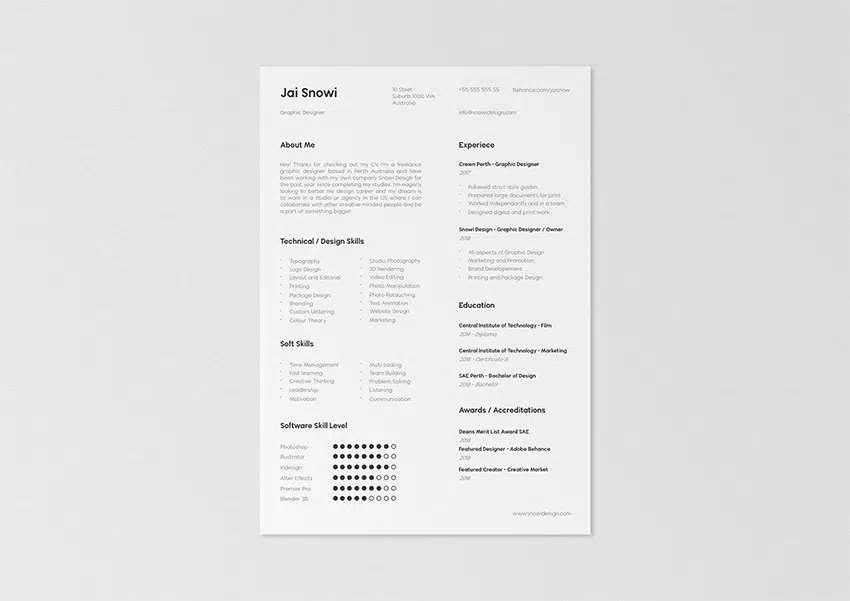 Jai Snowi
Graphic Designer
10 Steet
Suburb 1000, WA
Australia
+55 555 555 55
Behance.com/jaisnow
info@snowidesign.com
About Me
Hey! Thanks for checking out my CV. I'm a freelance
graphic designer based in Perth Australia and have
been working with my own company Snowi Design for
the past year since completing my studies. I'm eagerly
looking to better my design career and my dream is
to work in a studio or agency in the US where I can
collaborate with other creative minded people and be
a part of something bigger.
Technical / Design Skills
Typography
Logo Design
Layout and Editorial
Printing
Package Design
Branding
Custom Lettering
Colour Theory
Studio Photography
3D Rendering
Video Editing
Photo Manipulation
Photo Retouching
Text Animation
Website Design
Marketing
Soft Skills
Time Management
Fast learning
Creative Thinking
Leadership
Motivation
Multi tasking
Team Building
Problem Solving
Listening
Communication
Software Skill Level
Photoshop
Illustrator
Indesign
After Effects
Premier Pro
Blender 3D
Experiece
Crown Perth - Graphic Designer
2017
Followed strict style guides
Prepared large documents for print
Worked independantly and in a team
Designed digital and print work
Snowi Design - Graphic Designer / Owner
2018
All aspects of Graphic Design
Marketing and Promotion
Brand Developement
Printing and Package Design
Education
Central Institute of Technology - Film
2014 - Diploma
Central Institute of Technology - Marketing
2016 - Certificate III
SAE Perth - Bachelor of Design
2018 - Bachelor
Awards / Accreditations
Deans Merit List Award SAE
2018
Featured Designer - Adobe Behance
2018
Featured Creator - Creative Market
2018
www.snowidesign.com